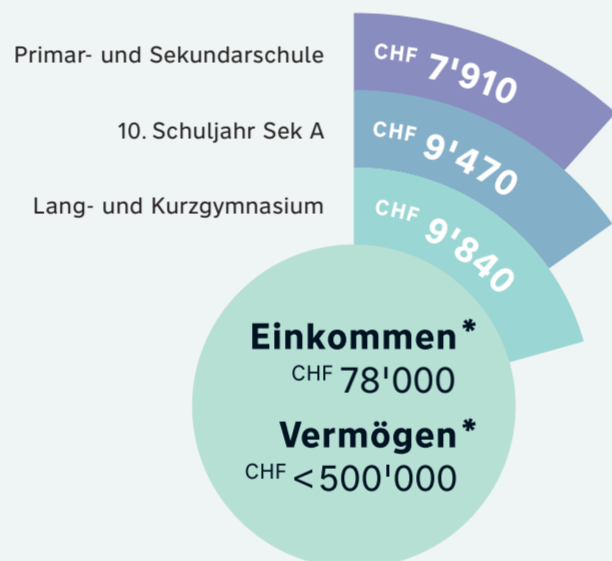 Primar- und Sekundarschule
CHF 7'910
10. Schuljahr Sek A
CHF 9'470
Lang- und Kurzgymnasium
CHF 9'840
Einkommen*
CHF 78'000
Vermögen*
CHF <500'000